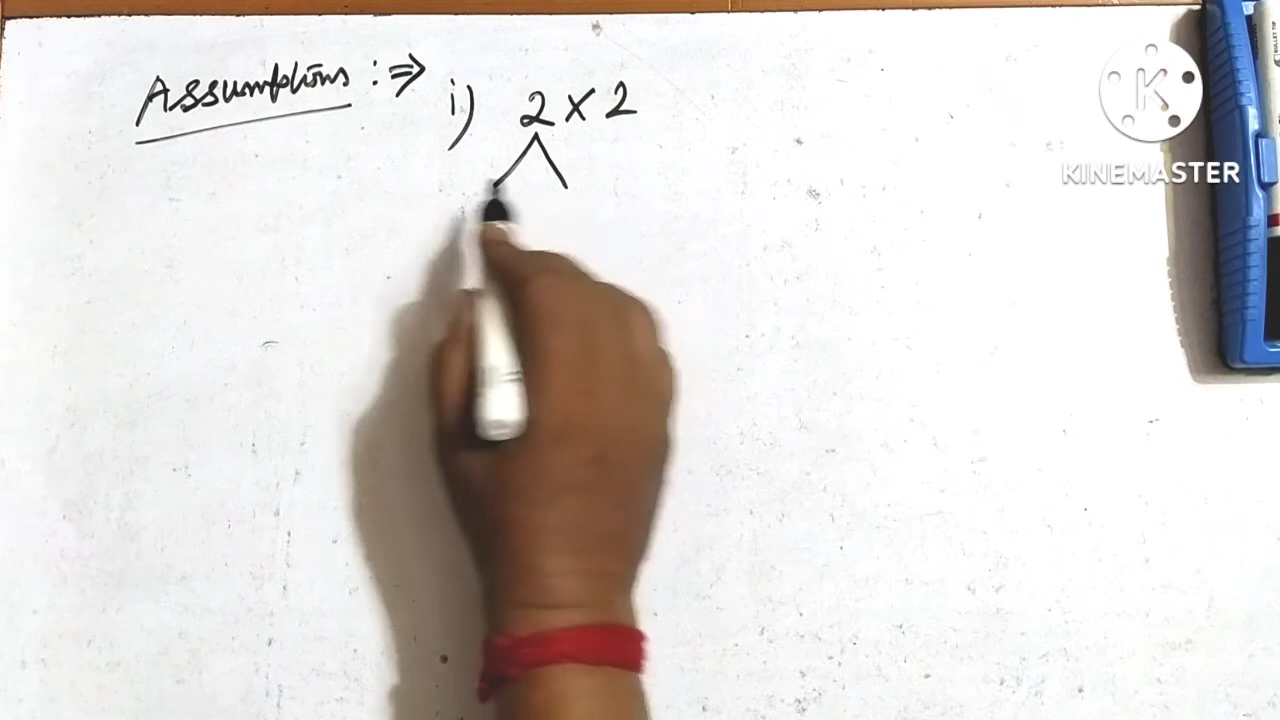 Assumptions :⇒ i) 2 × 2
K
KINEMASTER